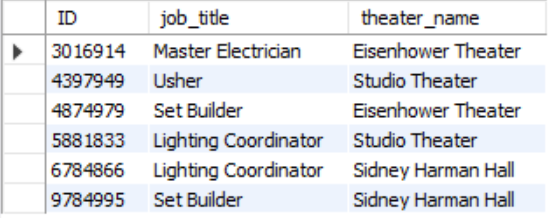 ID job_title theater_name
3016914 Master Electrician Eisenhower Theater
4397949 Usher Studio Theater
4874979 Set Builder Eisenhower Theater
5881833 Lighting Coordinator Studio Theater
6784866 Lighting Coordinator Sidney Harman Hall
9784995 Set Builder Sidney Harman Hall